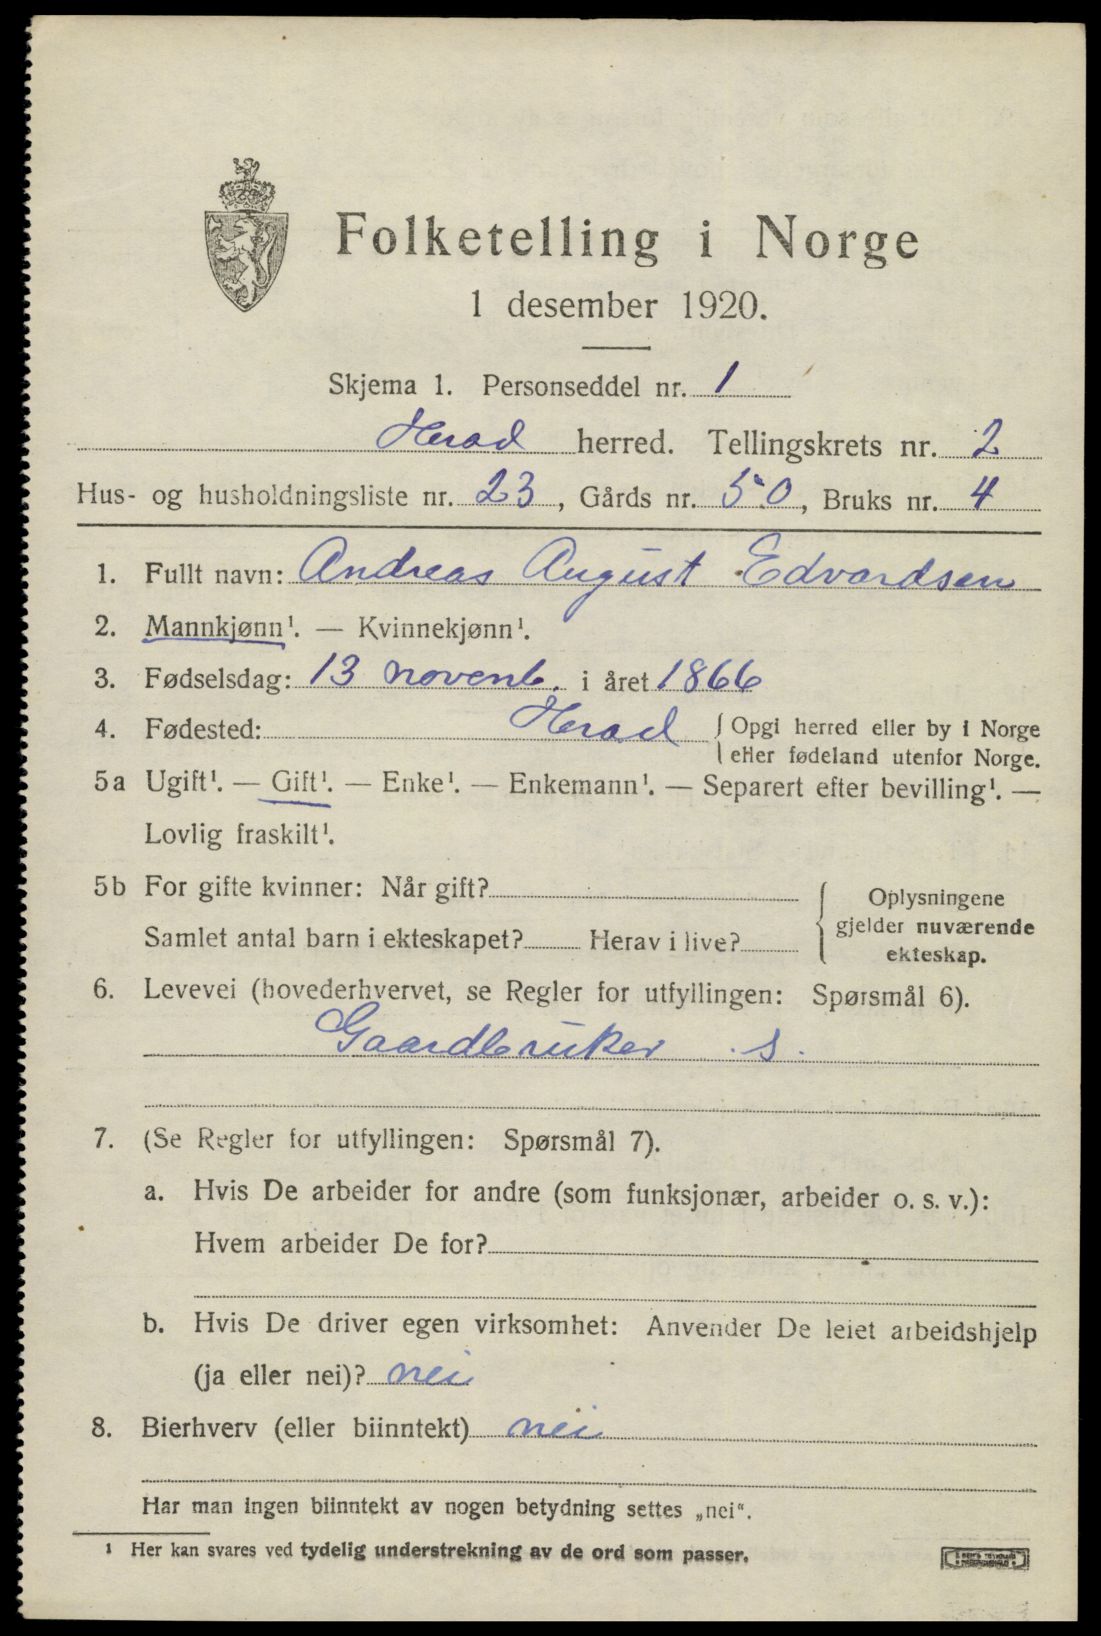 Folketelling i Norge
1 desember 1920.
Skjema 1. Personseddel nr. 1
Herad herred. Tellingskrets nr. 2
Hus- og husholdningsliste nr. 23, Gårds nr. 50, Bruks nr. 4
1. Fullt navn: Andreas August Edvardsen
2. Mannkjønn¹. — Kvinnekjønn¹.
3. Fødselsdag: 13 novemb. i året 1866
4. Fødested: Herad { Opgi herred eller by i Norge
eller fødeland utenfor Norge.
5a Ugift¹. — Gift¹. — Enke¹. — Enkemann¹. — Separert efter bevilling¹. —
Lovlig fraskilt¹.
5b For gifte kvinner: Når gift?
Samlet antal barn i ekteskapet? Herav i live?
Oplysningene
gjelder nuværende
ekteskap.
6. Levevei (hovederhvervet, se Regler for utfyllingen: Spørsmål 6).
Gaardbruker s.
7. (Se Regler for utfyllingen: Spørsmål 7).
a. Hvis De arbeider for andre (som funksjonær, arbeider o. s. v.):
Hvem arbeider De for?
b. Hvis De driver egen virksomhet: Anvender De leiet arbeidshjelp
(ja eller nei)? nei
8. Bierhverv (eller biinntekt) nei
Har man ingen biinntekt av nogen betydning settes „nei“.
¹ Her kan svares ved tydelig understrekning av de ord som passer.